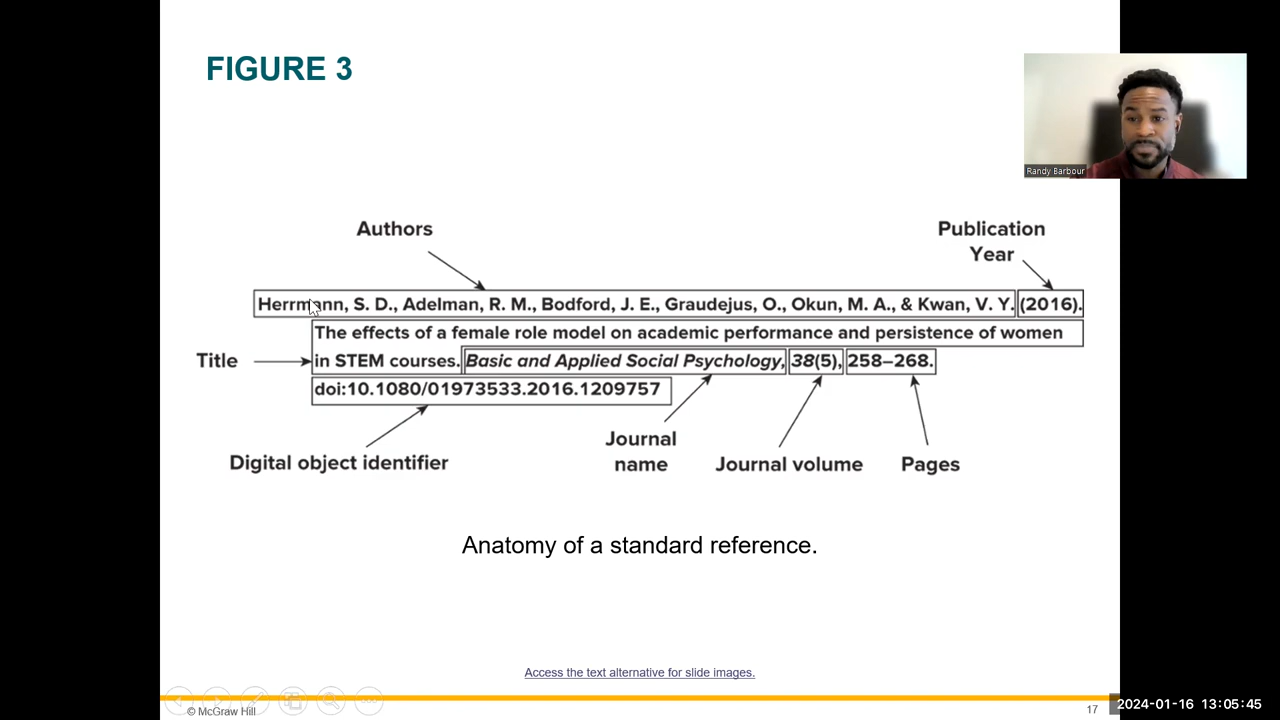 FIGURE 3
Randy Barbour
Authors
Publication
Year
Herrmann, S. D., Adelman, R. M., Bodford, J. E., Graudejus, O., Okun, M. A., & Kwan, V. Y. (2016).
The effects of a female role model on academic performance and persistence of women
Title
in STEM courses. Basic and Applied Social Psychology, 38(5), 258–268.
doi:10.1080/01973533.2016.1209757
Digital object identifier
Journal
name
Journal volume
Pages
Anatomy of a standard reference.
Access the text alternative for slide images.
© McGraw Hill
17
2024-01-16 13:05:45